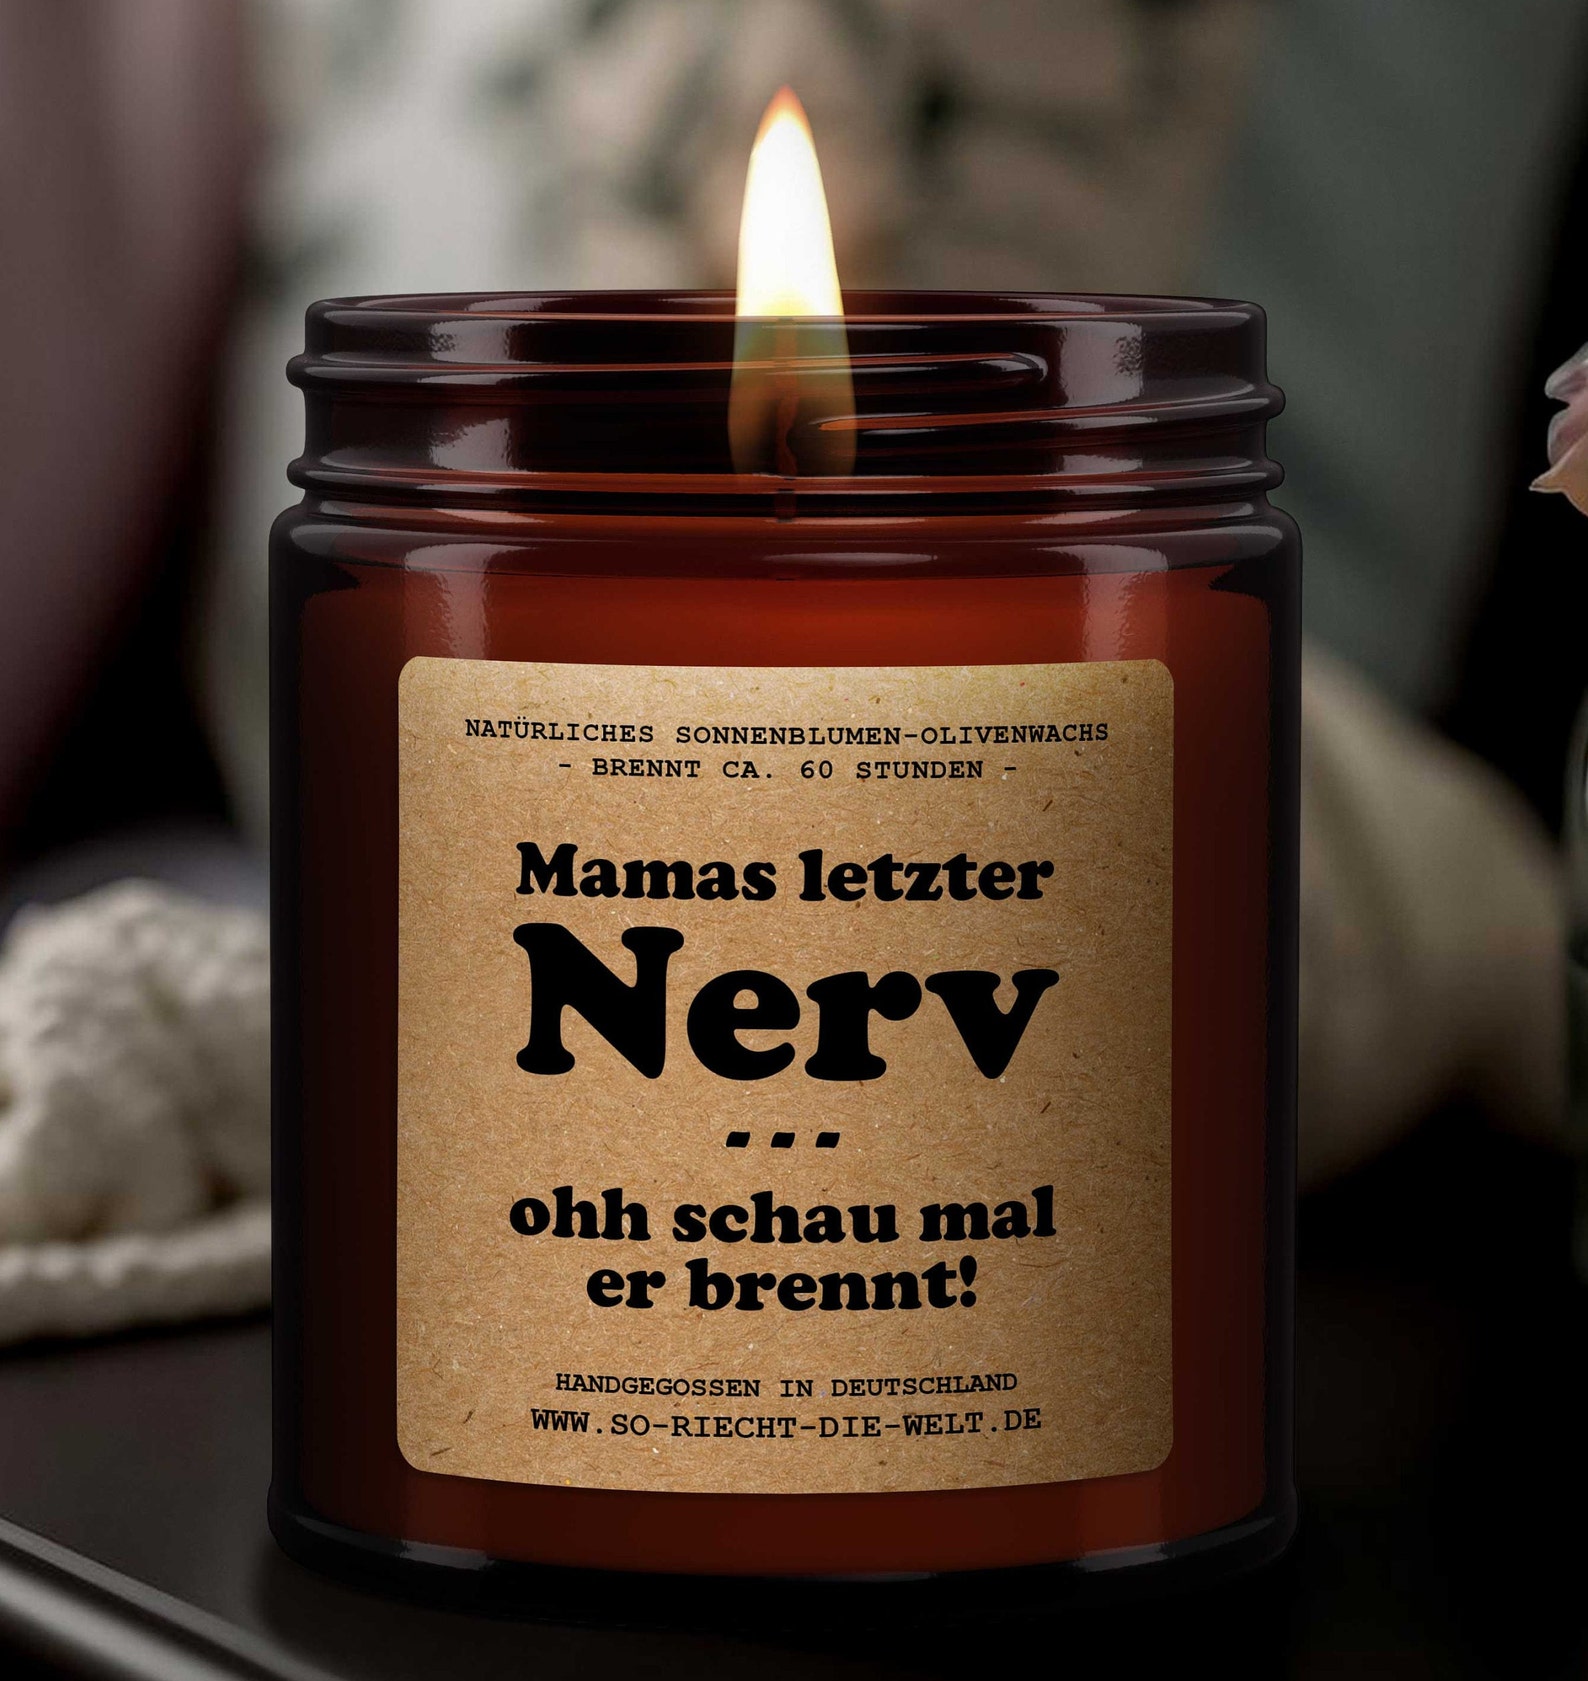 NATÜRLICHES SONNENBLUMEN-OLIVENWACHS
- BRENNT CA. 60 STUNDEN -
Mamas letzter
Nerv
---
ohh schau mal
er brennt!
HANDGEGOSSEN IN DEUTSCHLAND
WWW.SO-RIECHT-DIE-WELT.DE